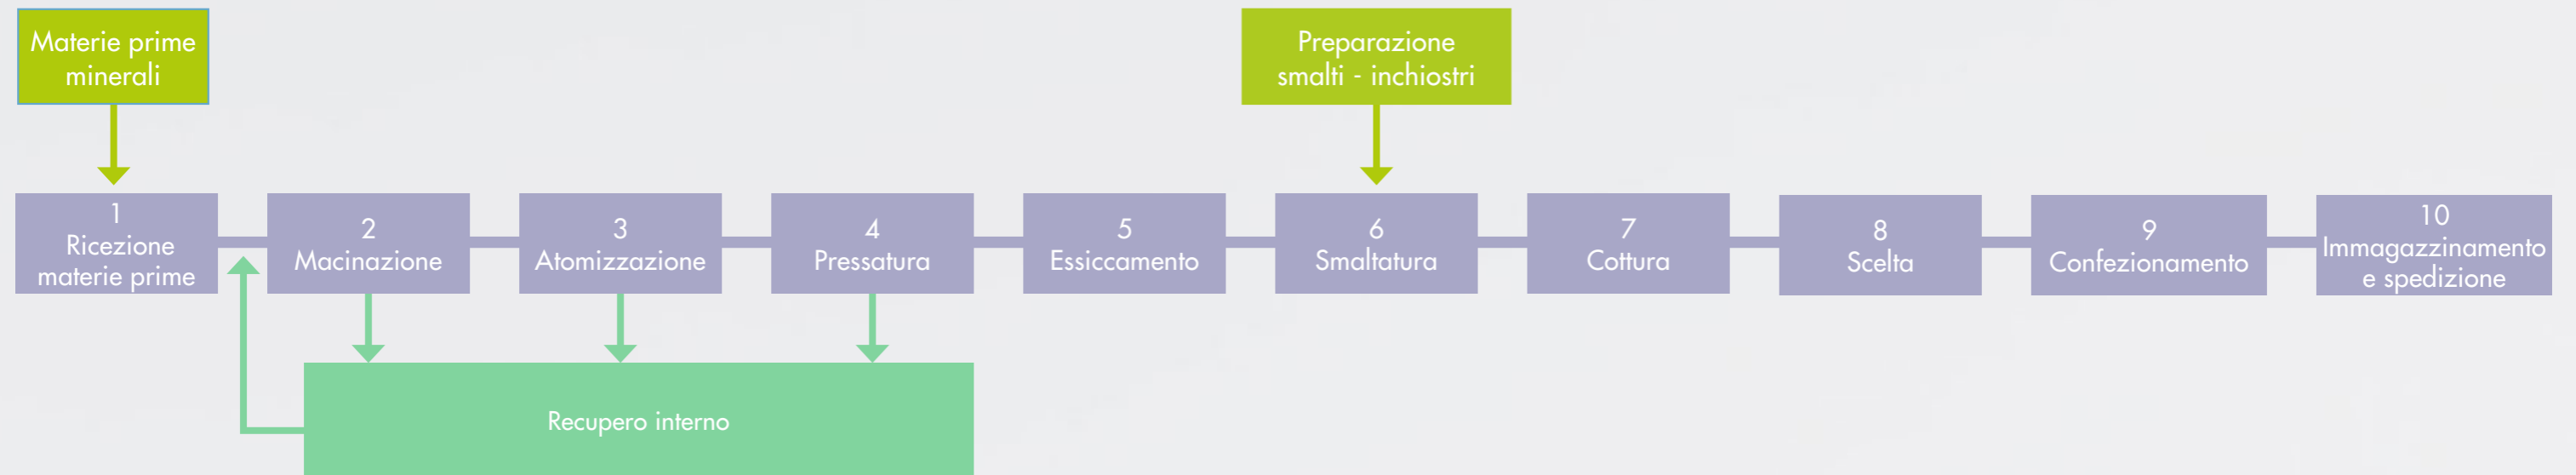 Materie prime
minerali
Preparazione
smalti - inchiostri
1
Ricezione
materie prime
2
Macinazione
3
Atomizzazione
4
Pressatura
5
Essiccamento
6
Smaltatura
7
Cottura
8
Scelta
9
Confezionamento
10
Immagazzinamento
e spedizione
Recupero interno